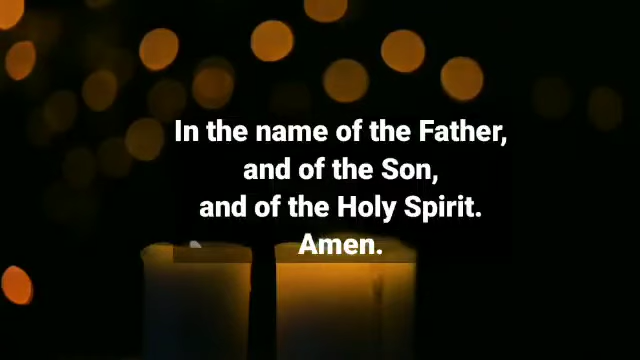 In the name of the Father,
and of the Son,
and of the Holy Spirit.
Amen.